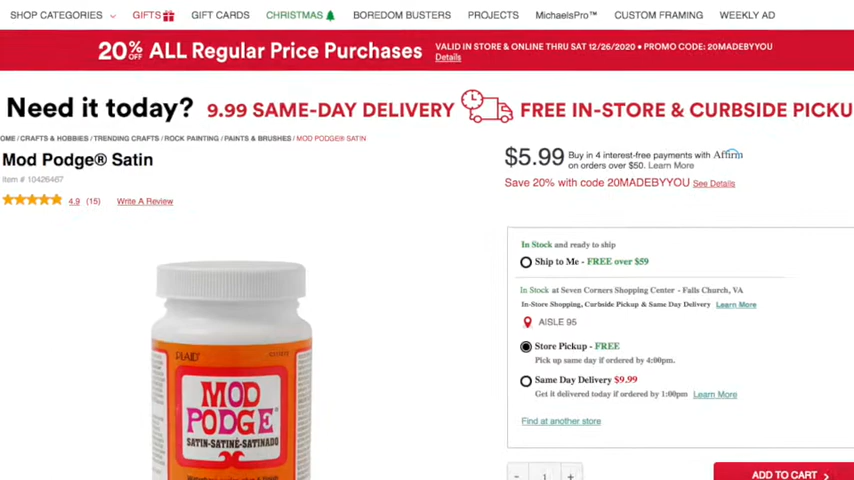 SHOP CATEGORIES GIFTS GIFT CARDS CHRISTMAS BOREDOM BUSTERS PROJECTS MichaelsPro™ CUSTOM FRAMING WEEKLY AD
20% OFF ALL Regular Price Purchases VALID IN STORE & ONLINE THRU SAT 12/26/2020 • PROMO CODE: 20MADEBYYOU
Details
Need it today? 9.99 SAME-DAY DELIVERY FREE IN-STORE & CURBSIDE PICKU
OME / CRAFTS & HOBBIES / TRENDING CRAFTS / ROCK PAINTING / PAINTS & BRUSHES / MOD PODGE® SATIN
Mod Podge® Satin
Item # 10426467
4.9 (15) Write A Review
$5.99 Buy in 4 interest-free payments with Affirm
on orders over $50. Learn More
Save 20% with code 20MADEBYYOU See Details
In Stock and ready to ship
Ship to Me - FREE over $59
In Stock at Seven Corners Shopping Center - Falls Church, VA
In-Store Shopping, Curbside Pickup & Same Day Delivery Learn More
AISLE 95
Store Pickup - FREE
Pick up same day if ordered by 4:00pm.
Same Day Delivery $9.99
Get it delivered today if ordered by 1:00pm Learn More
Find at another store
- 1 +
ADD TO CART
PLAID
MOD
PODGE®
SATIN-SATINÉ-SATINADO